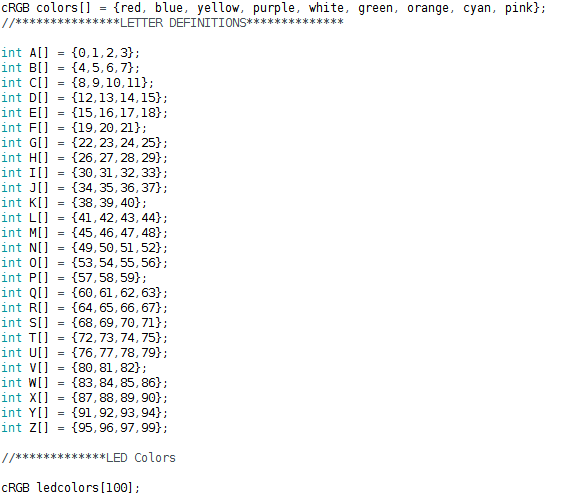 cRGB colors[] = {red, blue, yellow, purple, white, green, orange, cyan, pink};
//***************LETTER DEFINITIONS**************
int A[] = {0,1,2,3};
int B[] = {4,5,6,7};
int C[] = {8,9,10,11};
int D[] = {12,13,14,15};
int E[] = {15,16,17,18};
int F[] = {19,20,21};
int G[] = {22,23,24,25};
int H[] = {26,27,28,29};
int I[] = {30,31,32,33};
int J[] = {34,35,36,37};
int K[] = {38,39,40};
int L[] = {41,42,43,44};
int M[] = {45,46,47,48};
int N[] = {49,50,51,52};
int O[] = {53,54,55,56};
int P[] = {57,58,59};
int Q[] = {60,61,62,63};
int R[] = {64,65,66,67};
int S[] = {68,69,70,71};
int T[] = {72,73,74,75};
int U[] = {76,77,78,79};
int V[] = {80,81,82};
int W[] = {83,84,85,86};
int X[] = {87,88,89,90};
int Y[] = {91,92,93,94};
int Z[] = {95,96,97,99};
//*************LED Colors
cRGB ledcolors[100];